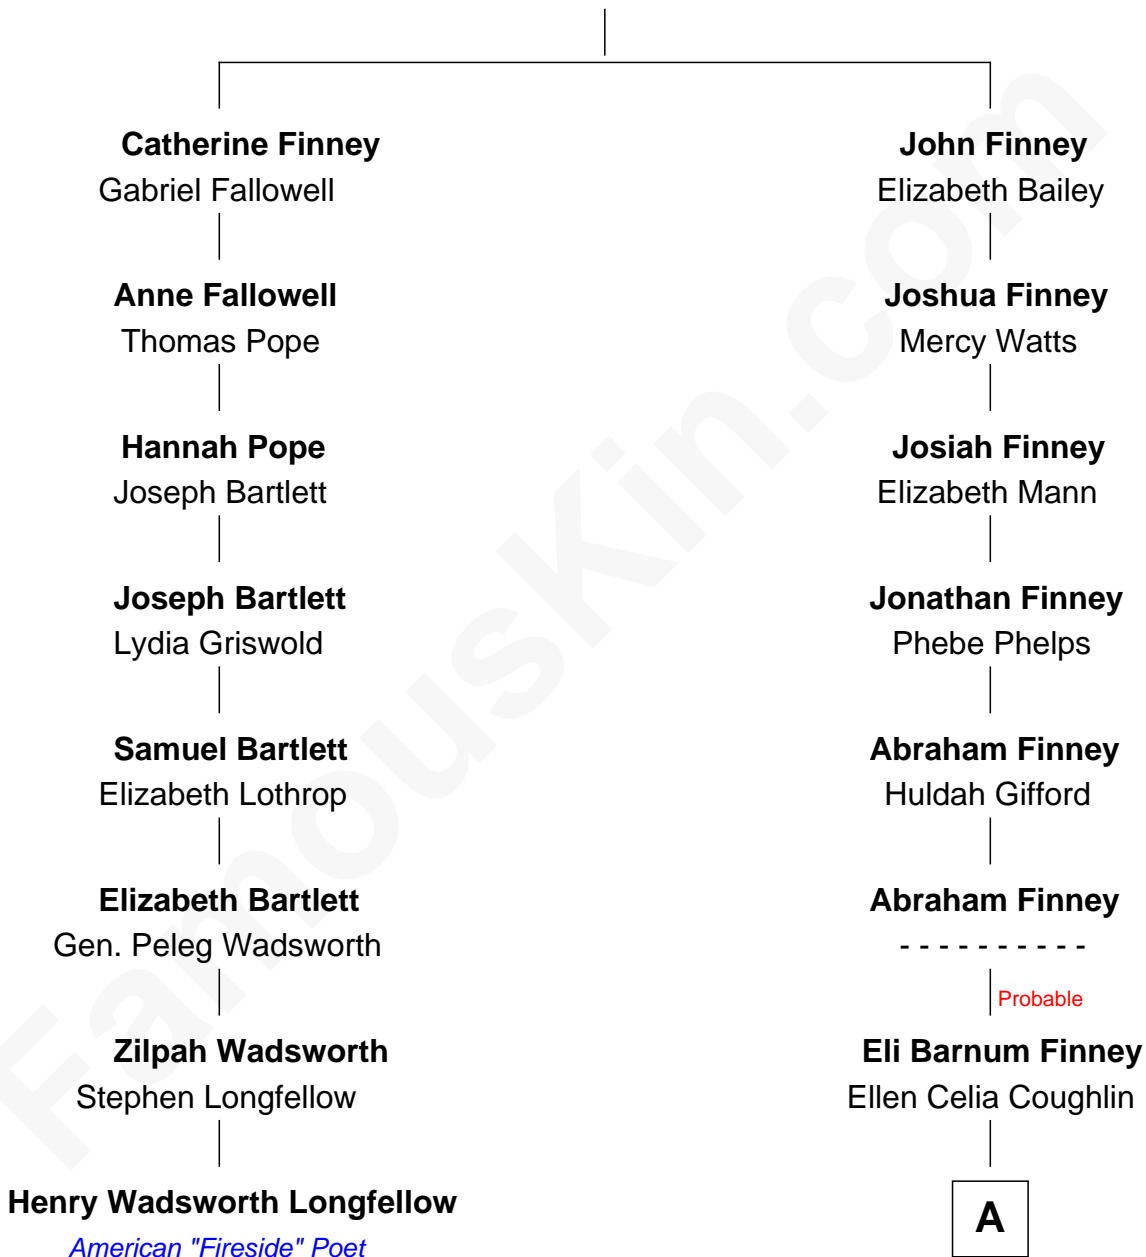 Catherine Finney
Gabriel Fallowell
Anne Fallowell
Thomas Pope
Hannah Pope
Joseph Bartlett
Joseph Bartlett
Lydia Griswold
Samuel Bartlett
Elizabeth Lothrop
Elizabeth Bartlett
Gen. Peleg Wadsworth
Zilpah Wadsworth
Stephen Longfellow
Henry Wadsworth Longfellow
American "Fireside" Poet
John Finney
Elizabeth Bailey
Joshua Finney
Mercy Watts
Josiah Finney
Elizabeth Mann
Jonathan Finney
Phebe Phelps
Abraham Finney
Huldah Gifford
Abraham Finney
- - - - - - - - - -
Probable
Eli Barnum Finney
Ellen Celia Coughlin
A
FamousKin.com